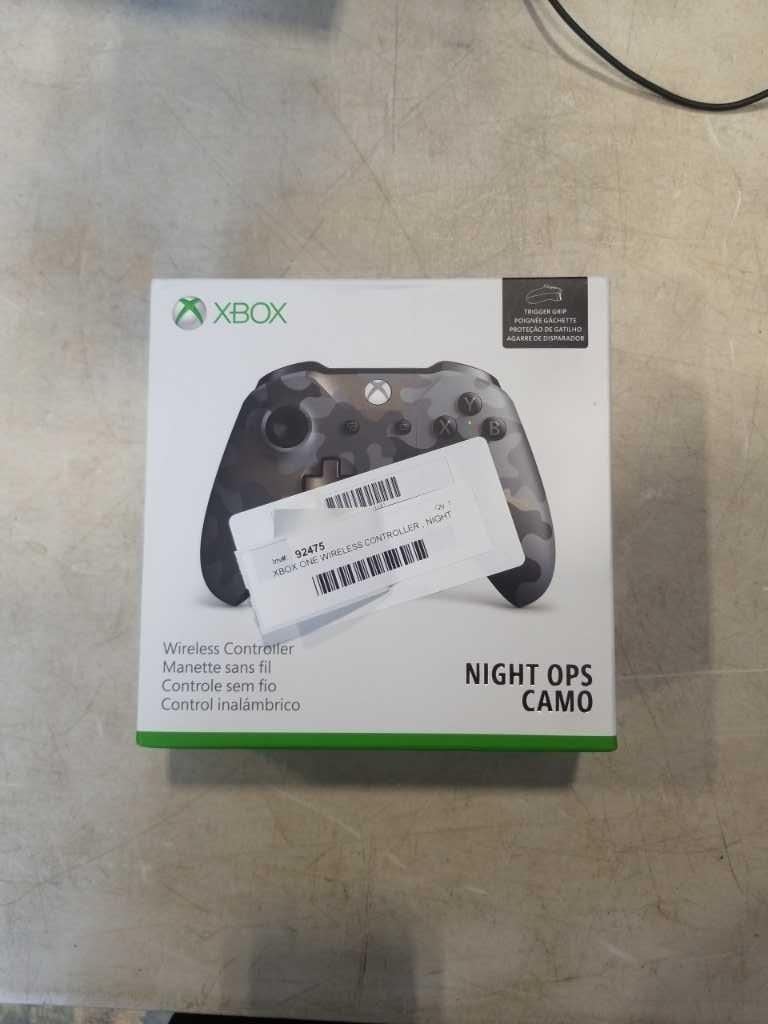 XBOX
TRIGGER GRIP
POIGNÉE GÂCHETTE
PROTEÇÃO DE GATILHO
AGARRE DE DISPARADOR
Y
X
B
Qty: 1
Inv#: 92475
XBOX ONE WIRELESS CONTROLLER , NIGHT
Wireless Controller
Manette sans fil
Controle sem fio
Control inalámbrico
NIGHT OPS
CAMO